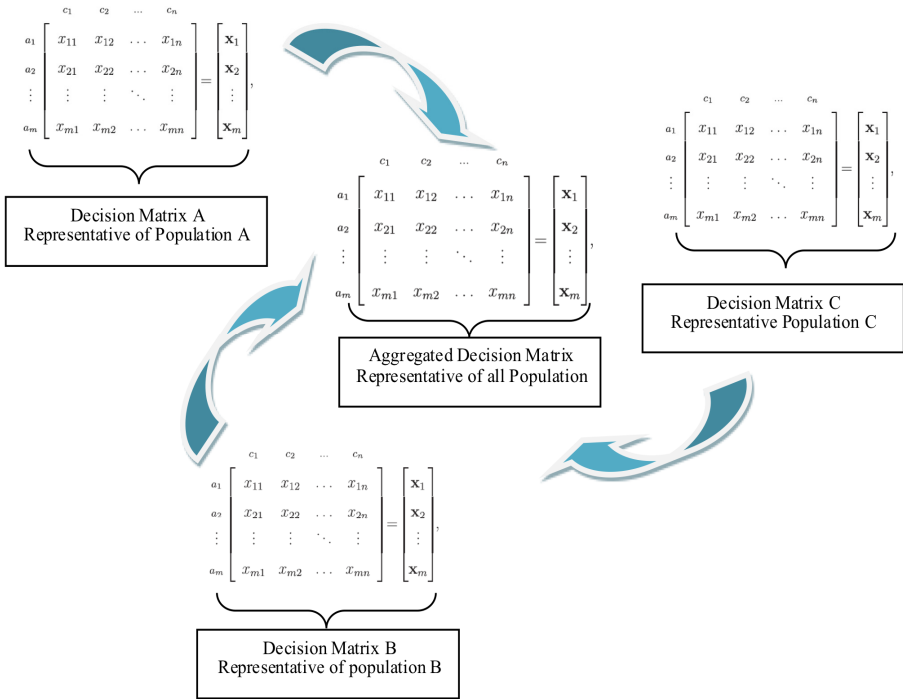 c₁ c₂ ... cₙ
a₁ x₁₁ x₁₂ … x₁ₙ x₁
a₂ x₂₁ x₂₂ … x₂ₙ = x₂ ,
⋮ ⋮ ⋮ ⋱ ⋮ ⋮
aₘ xₘ₁ xₘ₂ … xₘₙ xₘ
Decision Matrix A
Representative of Population A
c₁ c₂ ... cₙ
a₁ x₁₁ x₁₂ … x₁ₙ x₁
a₂ x₂₁ x₂₂ … x₂ₙ = x₂ ,
⋮ ⋮ ⋮ ⋱ ⋮ ⋮
aₘ xₘ₁ xₘ₂ … xₘₙ xₘ
Decision Matrix C
Representative Population C
c₁ c₂ ... cₙ
a₁ x₁₁ x₁₂ … x₁ₙ x₁
a₂ x₂₁ x₂₂ … x₂ₙ = x₂ ,
⋮ ⋮ ⋮ ⋱ ⋮ ⋮
aₘ xₘ₁ xₘ₂ … xₘₙ xₘ
Aggregated Decision Matrix
Representative of all Population
c₁ c₂ ... cₙ
a₁ x₁₁ x₁₂ … x₁ₙ x₁
a₂ x₂₁ x₂₂ … x₂ₙ = x₂ ,
⋮ ⋮ ⋮ ⋱ ⋮ ⋮
aₘ xₘ₁ xₘ₂ … xₘₙ xₘ
Decision Matrix B
Representative of population B